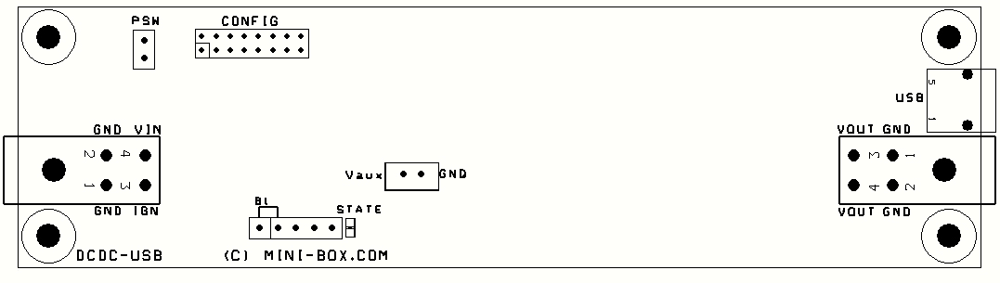 PSW
CONFIG
5
USB
1
GND VIN
VOUT GND
2 4
3 1
1 3
4 2
Vaux GND
GND IGN
VOUT GND
B1
STATE
DCDC-USB
(C) MINI-BOX.COM